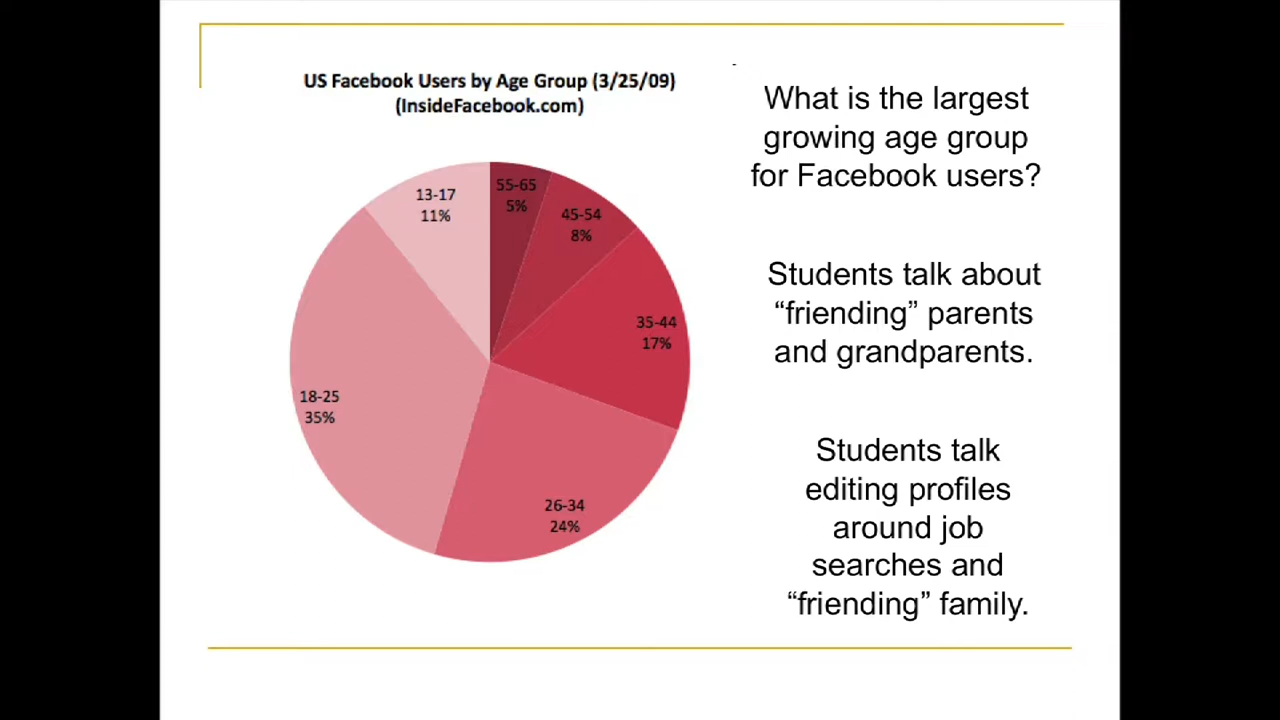 US Facebook Users by Age Group (3/25/09)
(InsideFacebook.com)
13-17
11%
55-65
5%
45-54
8%
35-44
17%
18-25
35%
26-34
24%
What is the largest
growing age group
for Facebook users?
Students talk about
“friending” parents
and grandparents.
Students talk
editing profiles
around job
searches and
“friending” family.